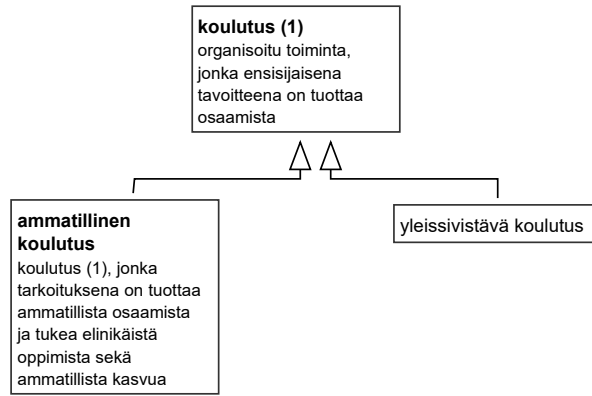 koulutus (1)
organisoitu toiminta,
jonka ensisijaisena
tavoitteena on tuottaa
osaamista
ammatillinen
koulutus
koulutus (1), jonka
tarkoituksena on tuottaa
ammatillista osaamista
ja tukea elinikäistä
oppimista sekä
ammatillista kasvua
yleissivistävä koulutus